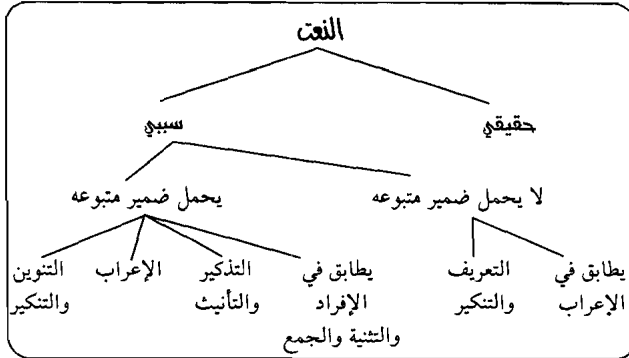 النعت
حقيقي
سببي
لا يحمل ضمير متبوعه
يحمل ضمير متبوعه
يطابق في
الإعراب
التعريف
والتنكير
يطابق في
الإفراد
والتثنية والجمع
التذكير
والتأنيث
الإعراب
التنوين
والتنكير